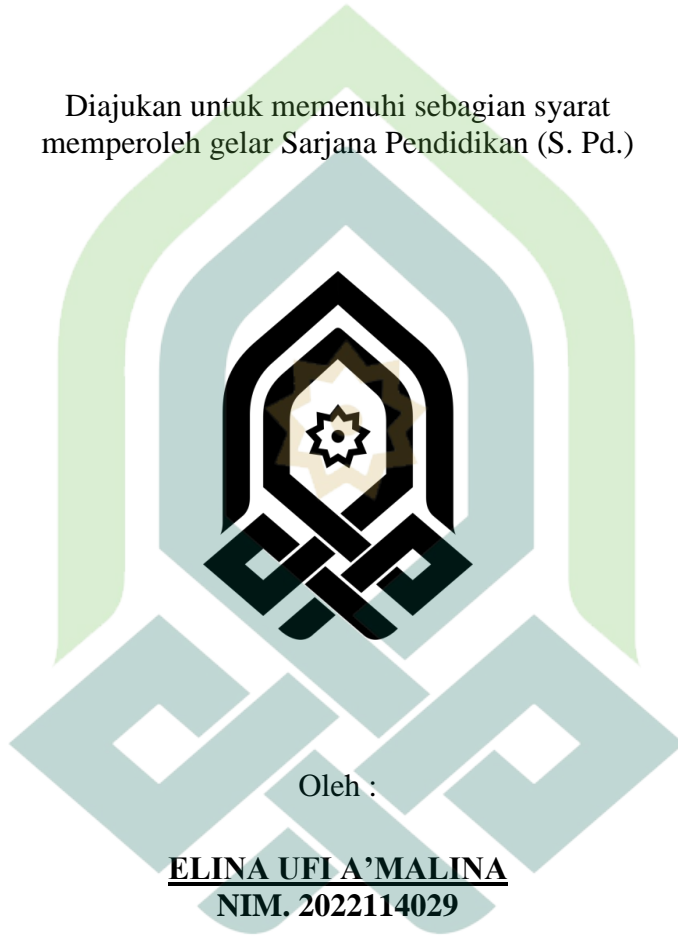 Diajukan untuk memenuhi sebagian syarat
memperoleh gelar Sarjana Pendidikan (S. Pd.)
Oleh :
ELINA UFI A’MALINA
NIM. 2022114029